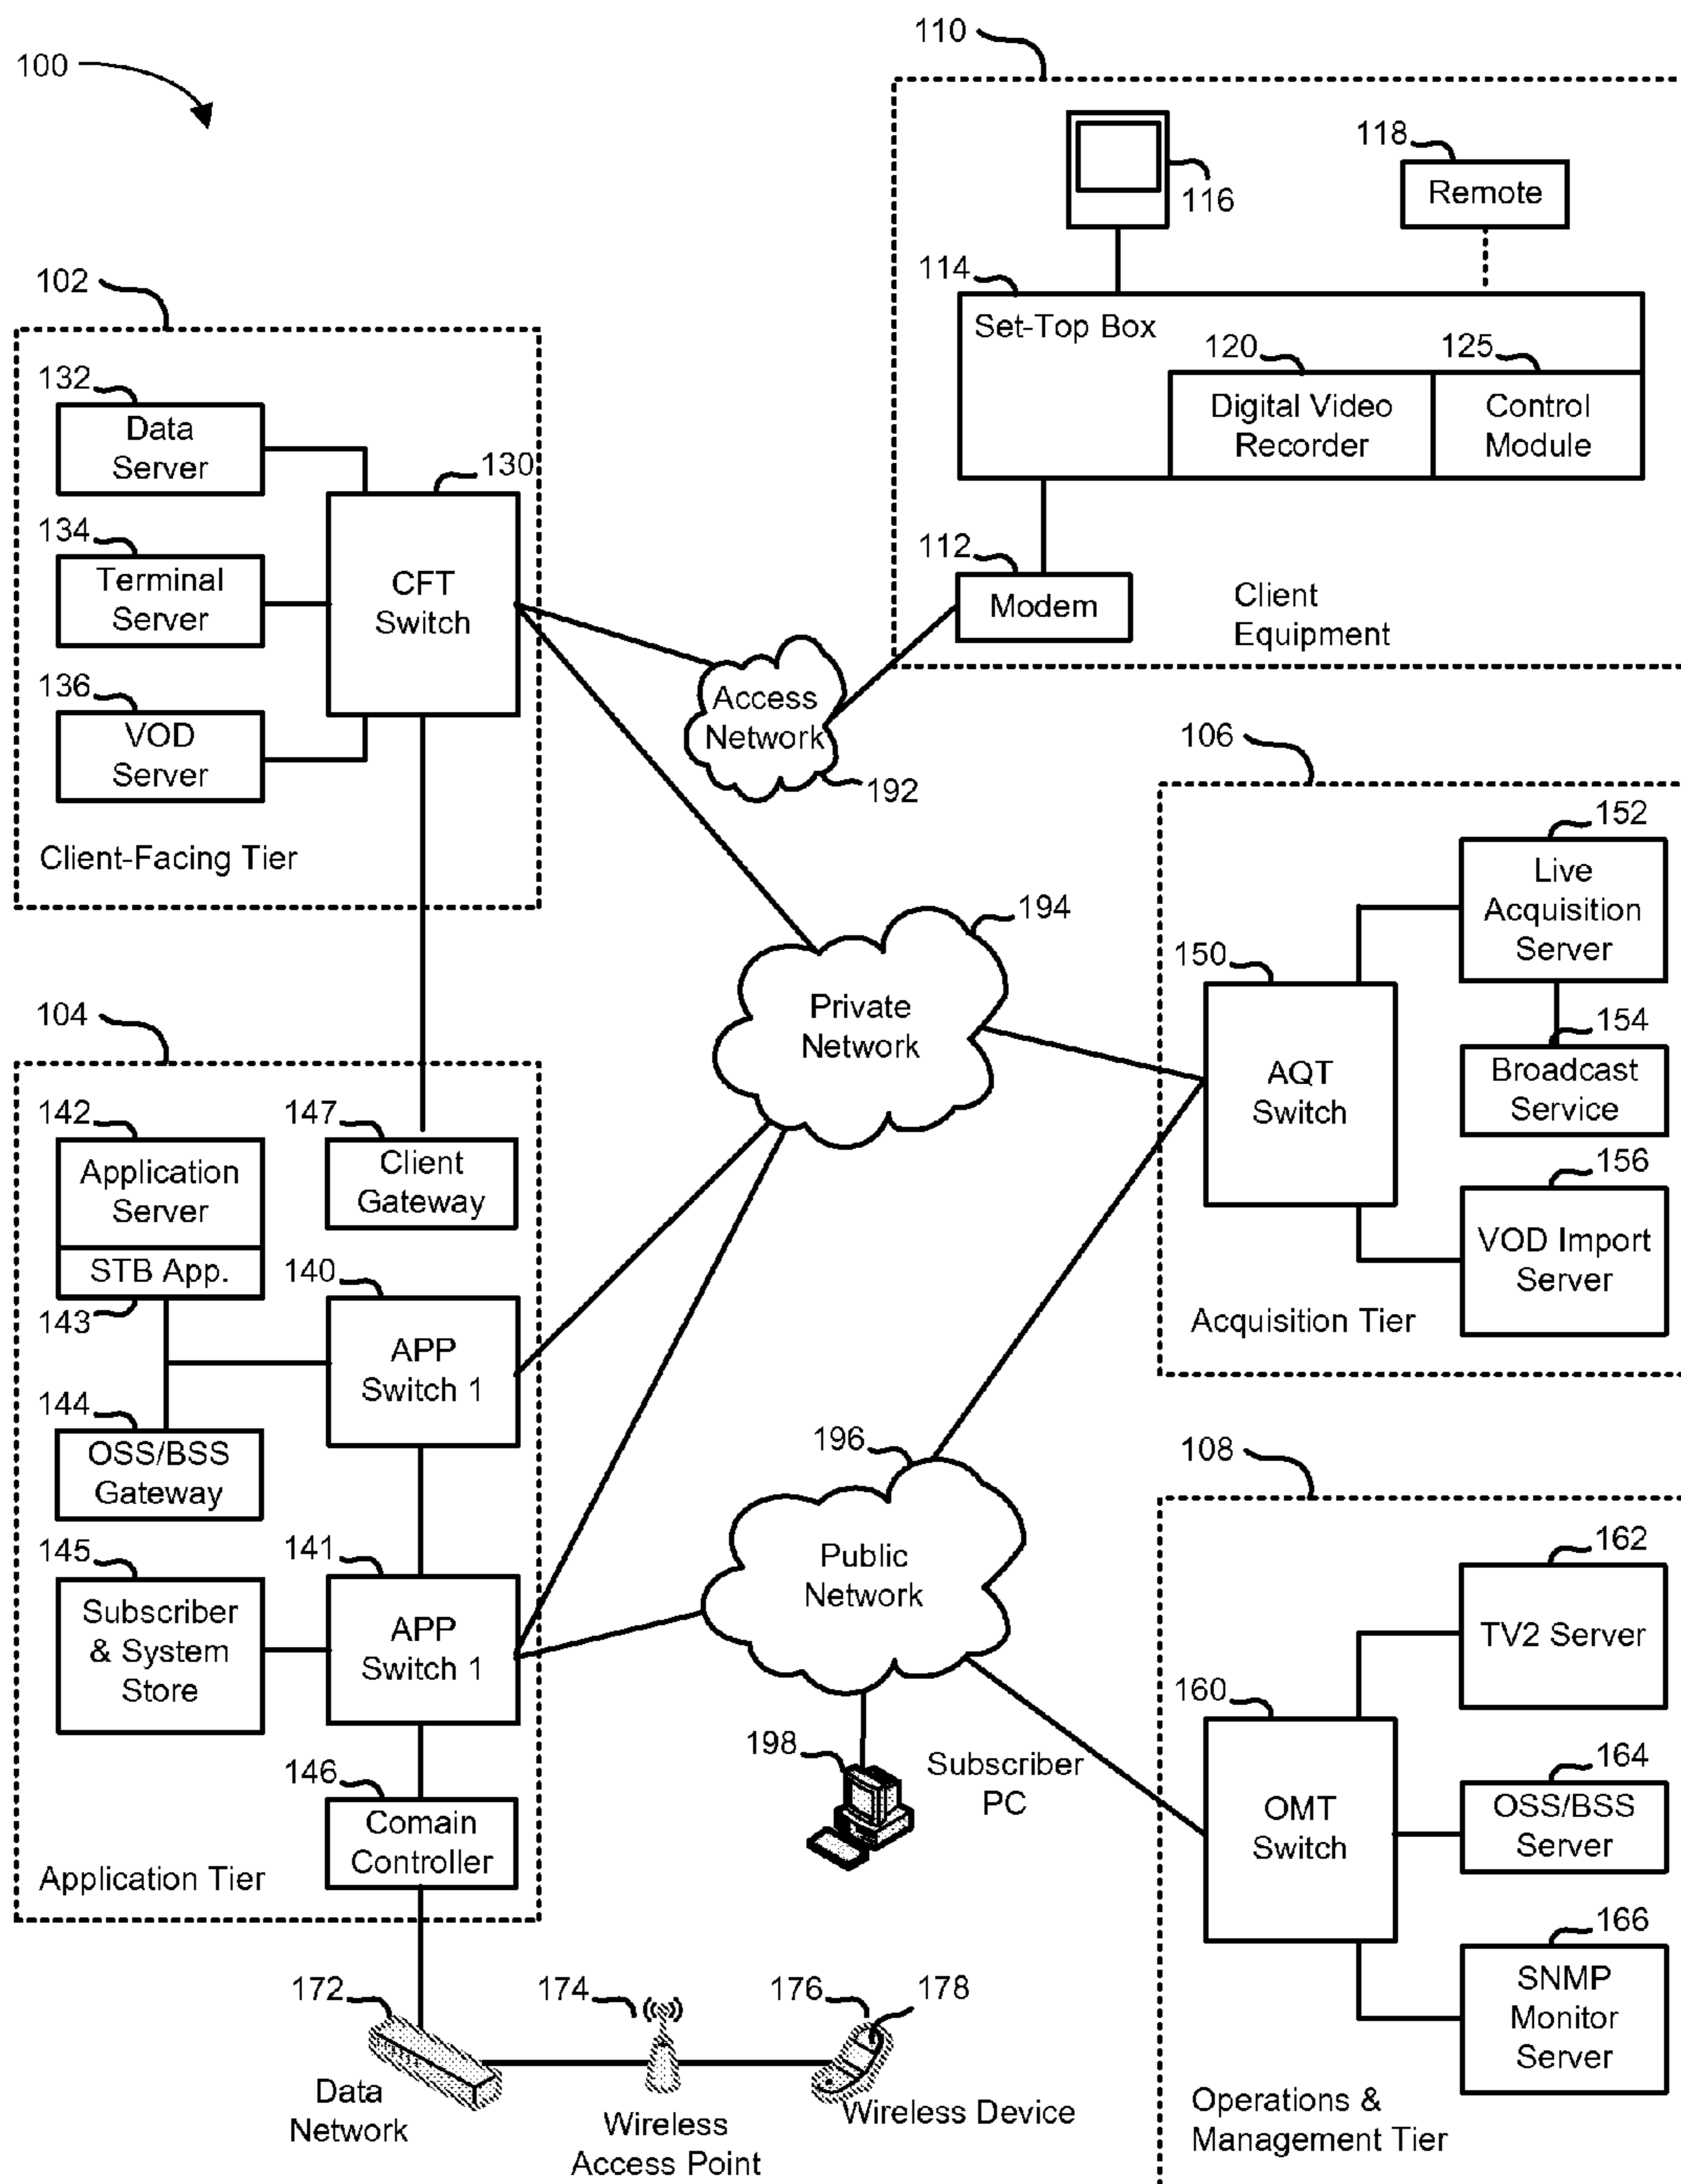 100
110
116
118
Remote
114
Set-Top Box
120
Digital Video
Recorder
125
Control
Module
112
Modem
Client
Equipment
102
132
Data
Server
130
CFT
Switch
134
Terminal
Server
136
VOD
Server
Client-Facing Tier
Access
Network
192
106
152
Live
Acquisition
Server
150
AQT
Switch
154
Broadcast
Service
156
VOD Import
Server
Acquisition Tier
194
Private
Network
104
142
Application
Server
STB App.
143
147
Client
Gateway
140
APP
Switch 1
144
OSS/BSS
Gateway
145
Subscriber
& System
Store
141
APP
Switch 1
146
Comain
Controller
Application Tier
196
Public
Network
198
Subscriber
PC
108
162
TV2 Server
160
OMT
Switch
164
OSS/BSS
Server
166
SNMP
Monitor
Server
Operations &
Management Tier
172
Data
Network
174
Wireless
Access Point
176
178
Wireless Device